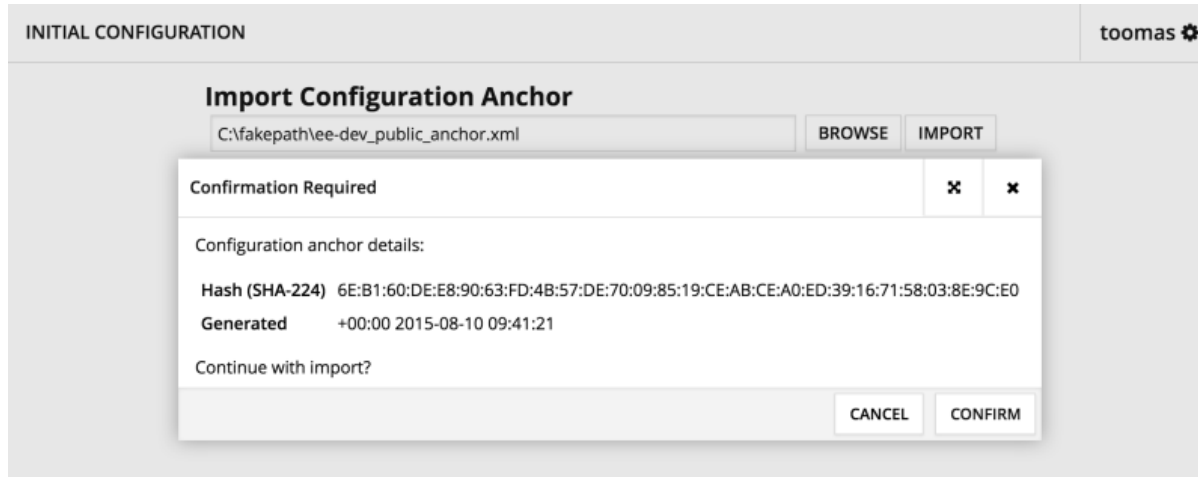 INITIAL CONFIGURATION
toomas
Import Configuration Anchor
C:\fakepath\ee-dev_public_anchor.xml
BROWSE
IMPORT
Confirmation Required
Configuration anchor details:
Hash (SHA-224) 6E:B1:60:DE:E8:90:63:FD:4B:57:DE:70:09:85:19:CE:AB:CE:A0:ED:39:16:71:58:03:8E:9C:E0
Generated +00:00 2015-08-10 09:41:21
Continue with import?
CANCEL
CONFIRM